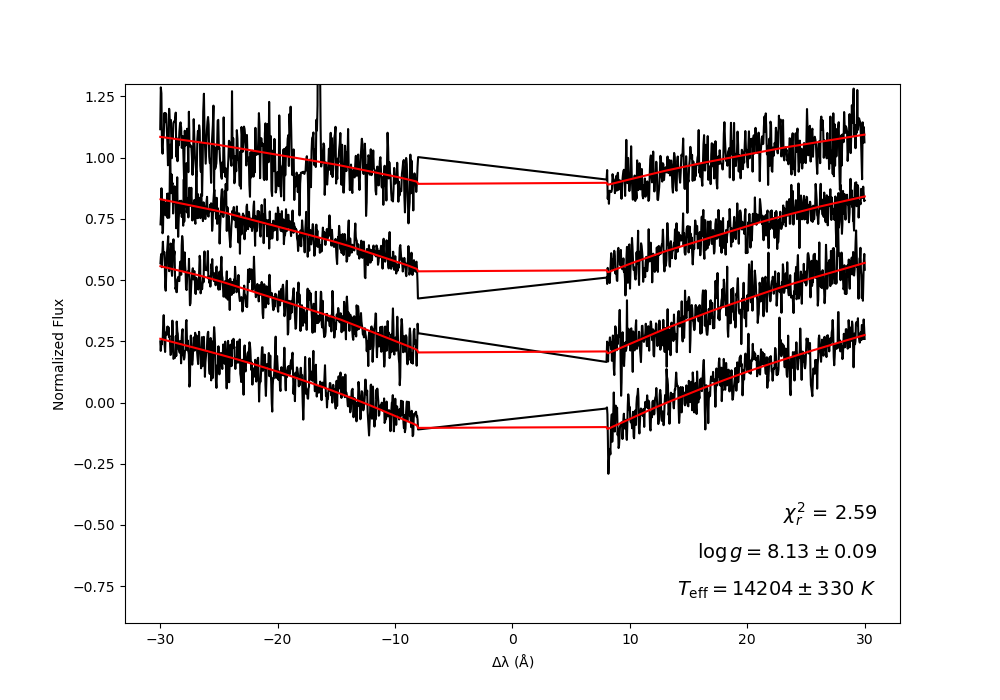 1.25
1.00
0.75
0.50
0.25
0.00
−0.25
−0.50
−0.75
Normalized Flux
χ²ᵣ = 2.59
log g = 8.13 ± 0.09
T_eff = 14204 ± 330 K
−30 −20 −10 0 10 20 30
Δλ (Å)